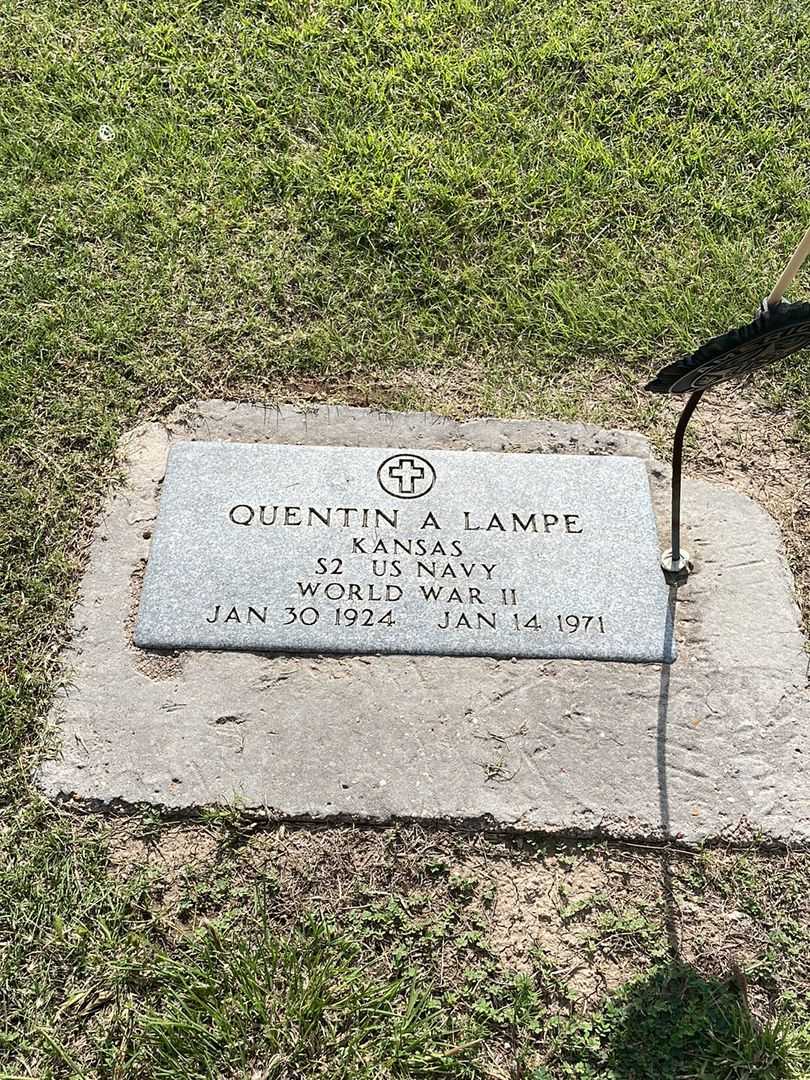 QUENTIN A LAMPE
KANSAS
S2 US NAVY
WORLD WAR II
JAN 30 1924 JAN 14 1971